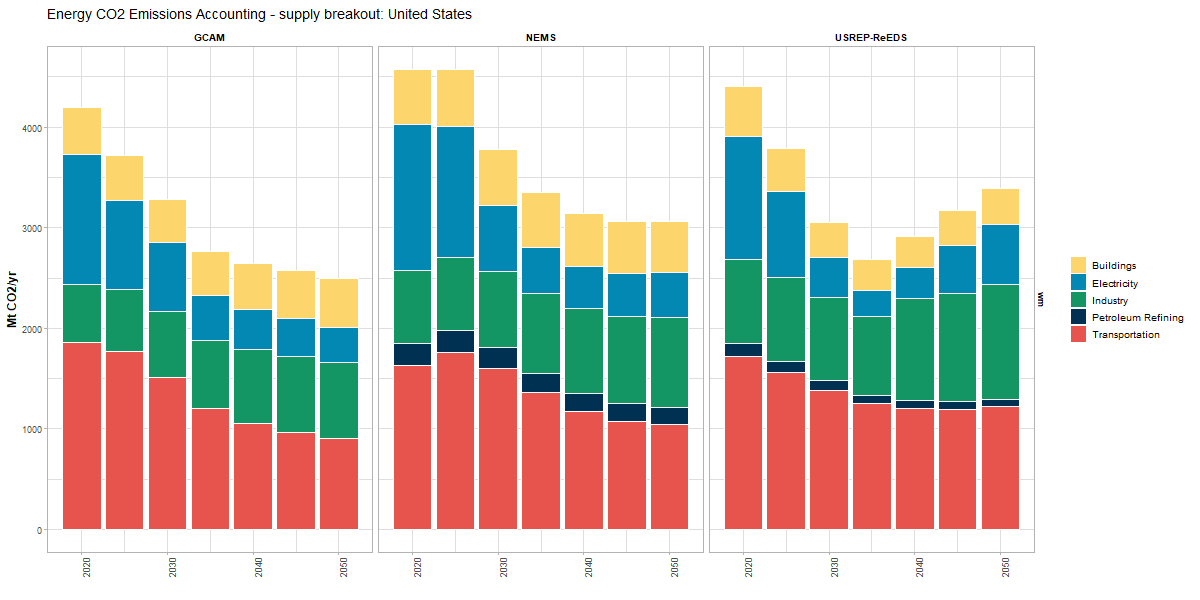 Energy CO2 Emissions Accounting - supply breakout: United States
GCAM
NEMS
USREP-ReEDS
Mt CO2/yr
4000
3000
2000
1000
0
2020
2030
2040
2050
2020
2030
2040
2050
2020
2030
2040
2050
wm
Buildings
Electricity
Industry
Petroleum Refining
Transportation